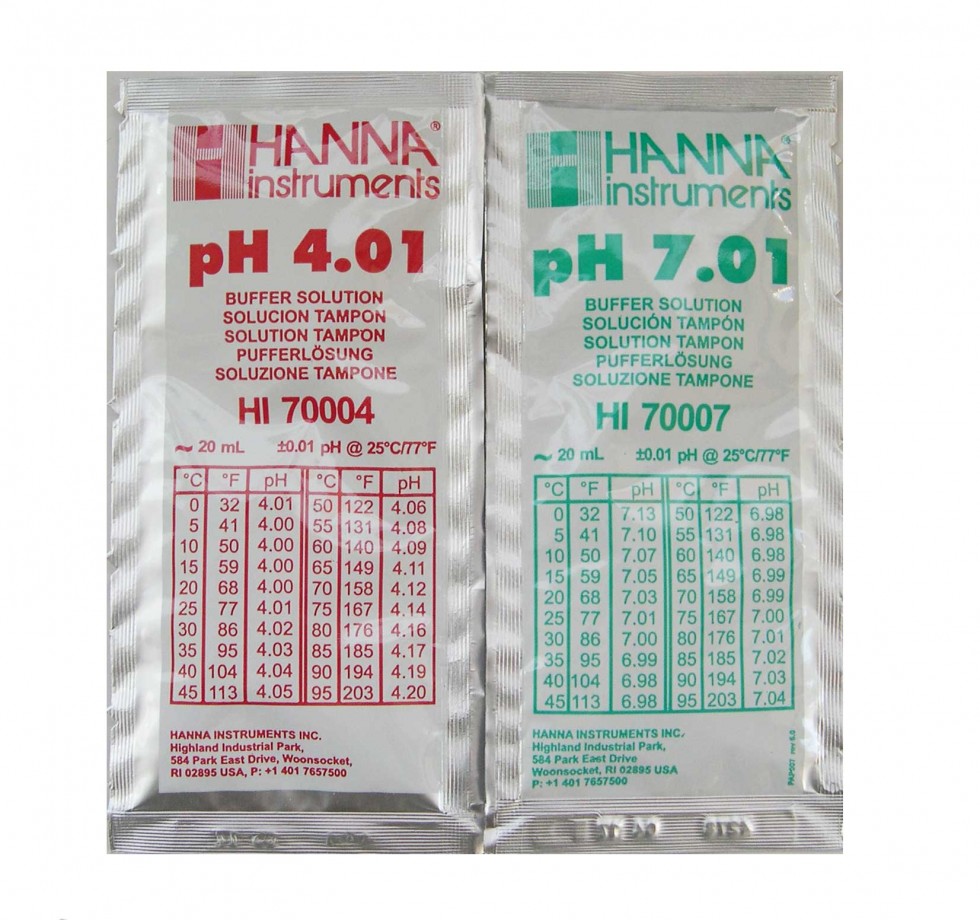 HANNA®
instruments
pH 4.01
BUFFER SOLUTION
SOLUCION TAMPON
SOLUTION TAMPON
PUFFERLÖSUNG
SOLUZIONE TAMPONE
HI 70004
~ 20 mL ±0.01 pH @ 25°C/77°F
°C °F pH °C °F pH
0 32 4.01 50 122 4.06
5 41 4.00 55 131 4.08
10 50 4.00 60 140 4.09
15 59 4.00 65 149 4.11
20 68 4.00 70 158 4.12
25 77 4.01 75 167 4.14
30 86 4.02 80 176 4.16
35 95 4.03 85 185 4.17
40 104 4.04 90 194 4.19
45 113 4.05 95 203 4.20
HANNA INSTRUMENTS INC.
Highland Industrial Park,
584 Park East Drive, Woonsocket,
RI 02895 USA, P: +1 401 7657500
HANNA®
instruments
pH 7.01
BUFFER SOLUTION
SOLUCIÓN TAMPÓN
SOLUTION TAMPON
PUFFERLÖSUNG
SOLUZIONE TAMPONE
HI 70007
~ 20 mL ±0.01 pH @ 25°C/77°F
°C °F pH °C °F pH
0 32 7.13 50 122 6.98
5 41 7.10 55 131 6.98
10 50 7.07 60 140 6.98
15 59 7.05 65 149 6.99
20 68 7.03 70 158 6.99
25 77 7.01 75 167 7.00
30 86 7.00 80 176 7.01
35 95 6.99 85 185 7.02
40 104 6.98 90 194 7.03
45 113 6.98 95 203 7.04
HANNA INSTRUMENTS INC.
Highland Industrial Park,
584 Park East Drive
Woonsocket, RI 02895 USA
P: +1 401 7657500